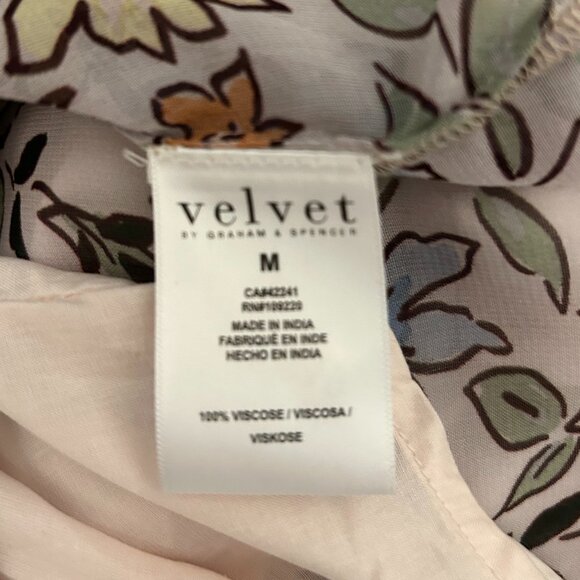 velvet
BY GRAHAM & SPENCER
M
CA#42241
RN#109220
MADE IN INDIA
FABRIQUÉ EN INDE
HECHO EN INDIA
100% VISCOSE / VISCOSA /
VISKOSE